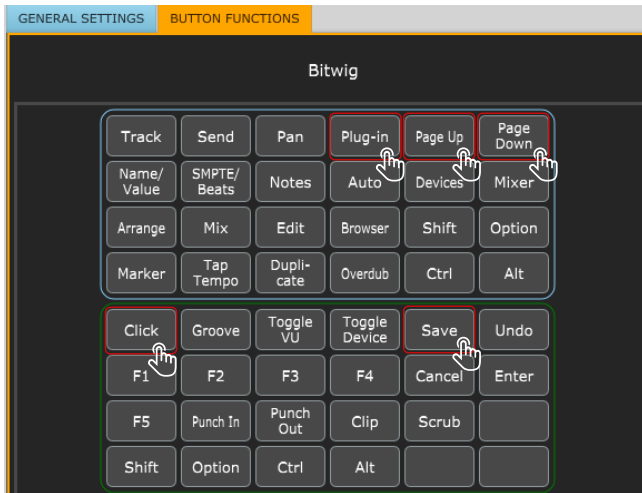 GENERAL SETTINGS BUTTON FUNCTIONS
Bitwig
Track Send Pan Plug-in Page Up Page Down
Name/ Value SMPTE/ Beats Notes Auto Devices Mixer
Arrange Mix Edit Browser Shift Option
Marker Tap Tempo Dupli- cate Overdub Ctrl Alt
Click Groove Toggle VU Toggle Device Save Undo
F1 F2 F3 F4 Cancel Enter
F5 Punch In Punch Out Clip Scrub
Shift Option Ctrl Alt